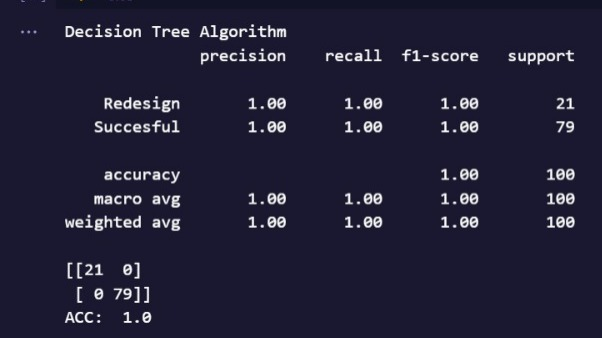 Decision Tree Algorithm
precision recall f1-score support
Redesign 1.00 1.00 1.00 21
Succesful 1.00 1.00 1.00 79
accuracy 1.00 100
macro avg 1.00 1.00 1.00 100
weighted avg 1.00 1.00 1.00 100
[[21 0]
[ 0 79]]
ACC: 1.0